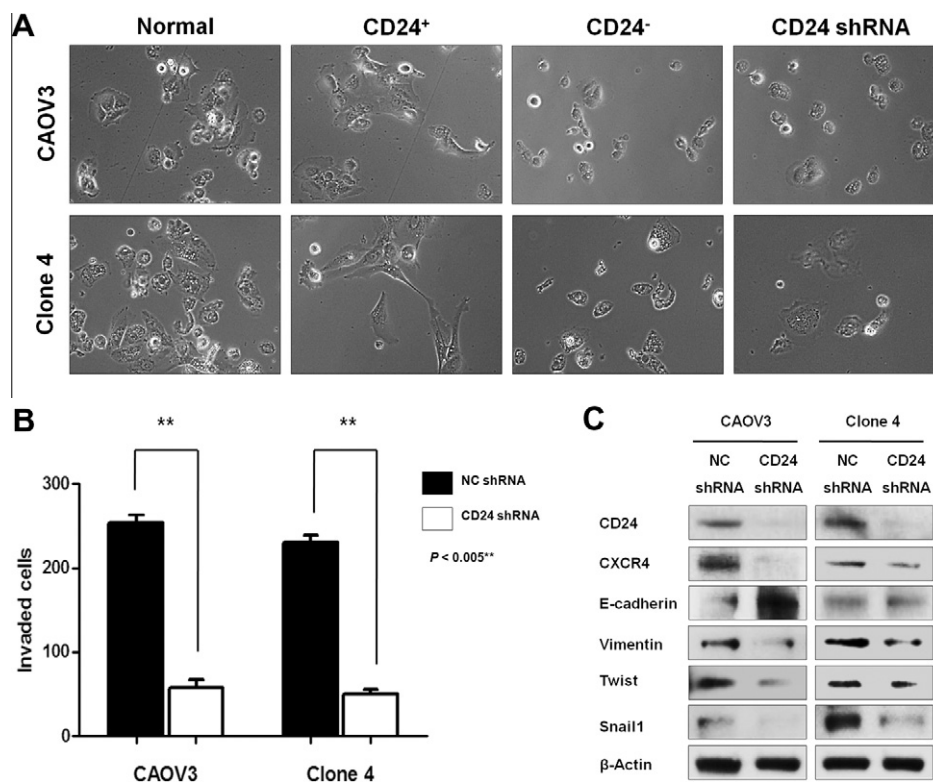 A
Normal CD24⁺ CD24⁻ CD24 shRNA
CAOV3
Clone 4
B
** **
300
200
100
0
Invaded cells
CAOV3 Clone 4
NC shRNA
CD24 shRNA
P < 0.005**
C
CAOV3 Clone 4
NC CD24 NC CD24
shRNA shRNA shRNA shRNA
CD24
CXCR4
E-cadherin
Vimentin
Twist
Snail1
β-Actin